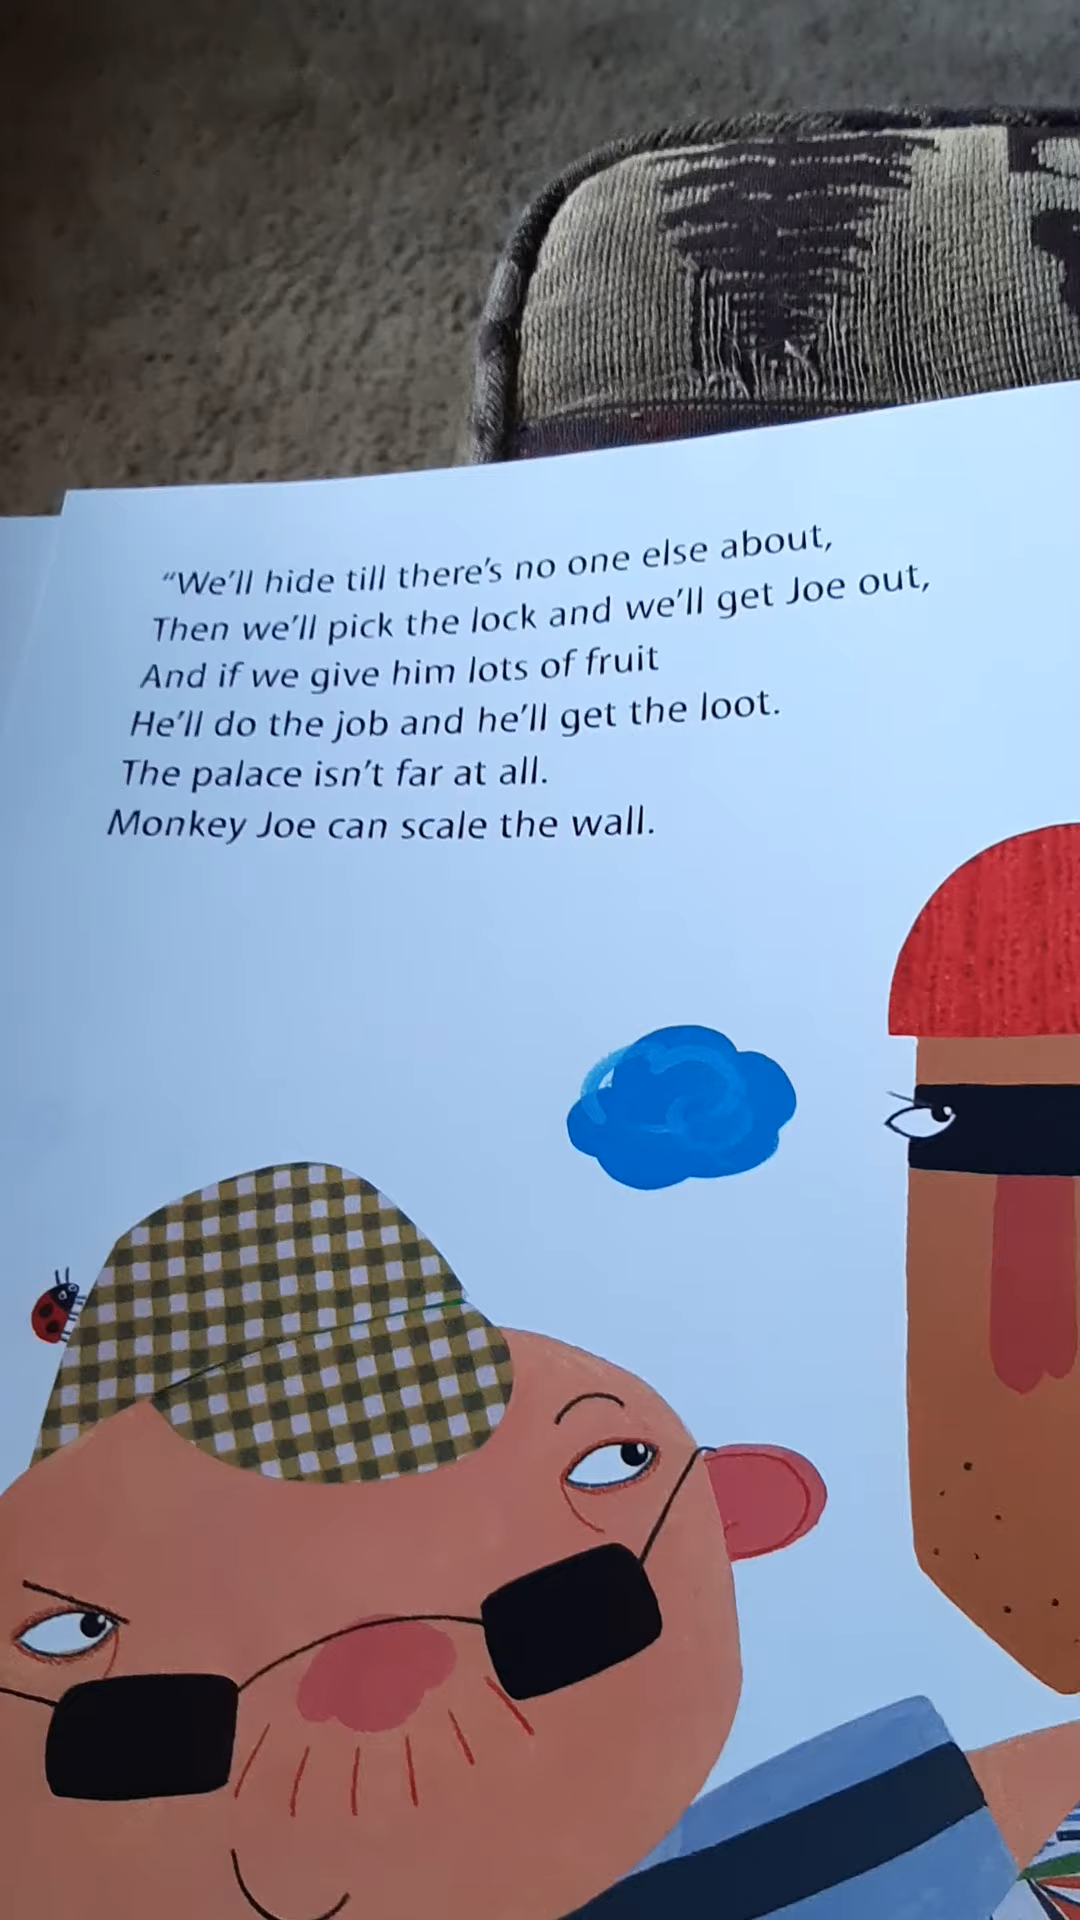 “We’ll hide till there’s no one else about,
Then we’ll pick the lock and we’ll get Joe out,
And if we give him lots of fruit
He’ll do the job and he’ll get the loot.
The palace isn’t far at all.
Monkey Joe can scale the wall.